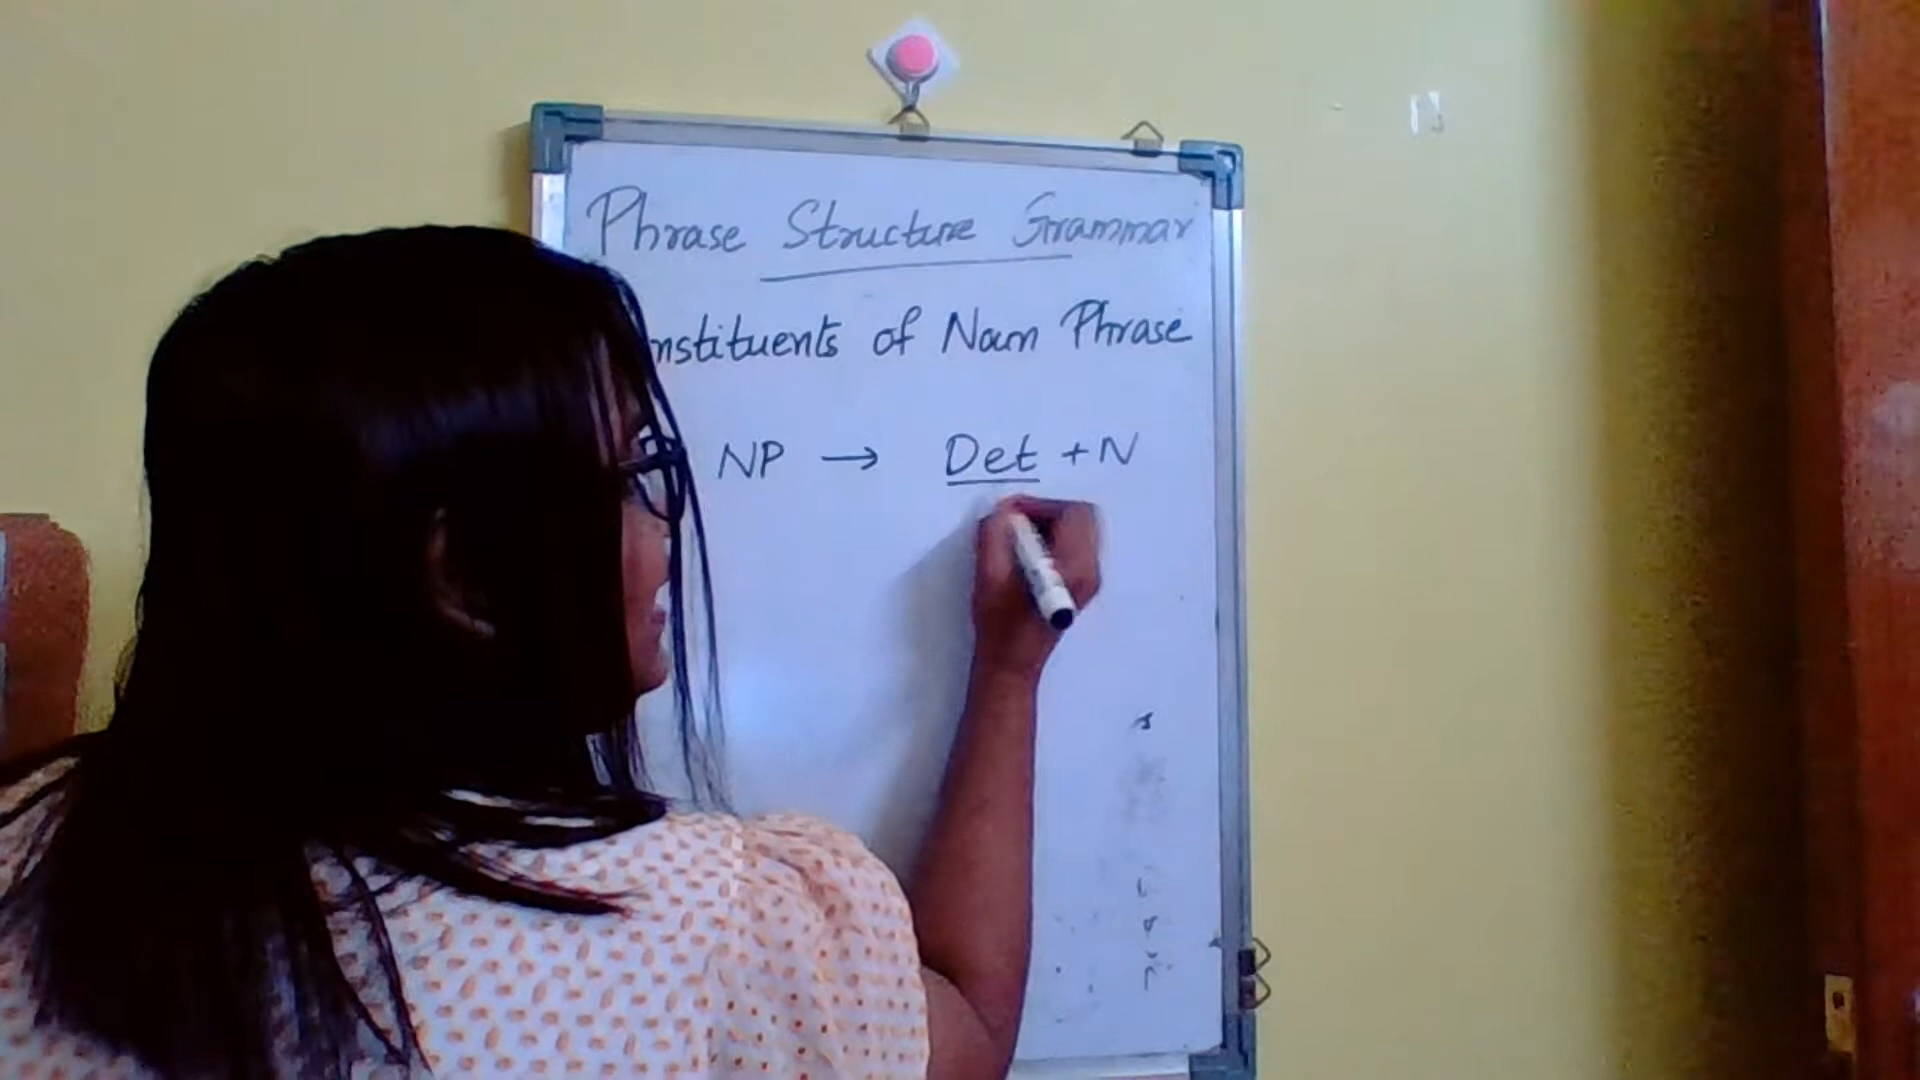 Phrase Structure Grammar
nstituents of Noun Phrase
NP → Det + N